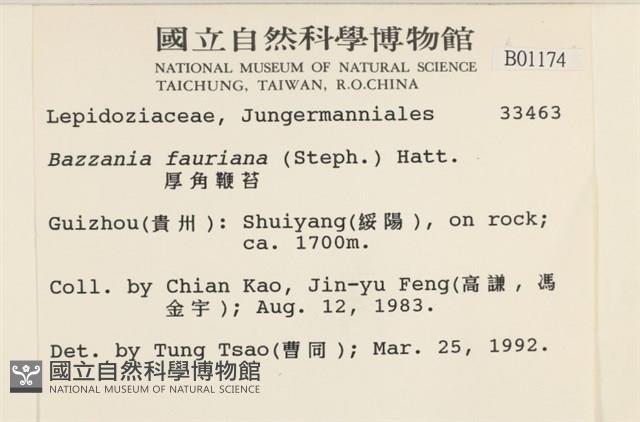 國立自然科學博物館
NATIONAL MUSEUM OF NATURAL SCIENCE
TAICHUNG, TAIWAN, R.O.CHINA
B01174
Lepidoziaceae, Jungermanniales 33463
Bazzania fauriana (Steph.) Hatt.
厚角鞭苔
Guizhou(貴州): Shuiyang(綏陽), on rock;
ca. 1700m.
Coll. by Chian Kao, Jin-yu Feng(高謙, 馮
金宇); Aug. 12, 1983.
Det. by Tung Tsao(曹同); Mar. 25, 1992.
國立自然科學博物館
NATIONAL MUSEUM OF NATURAL SCIENCE